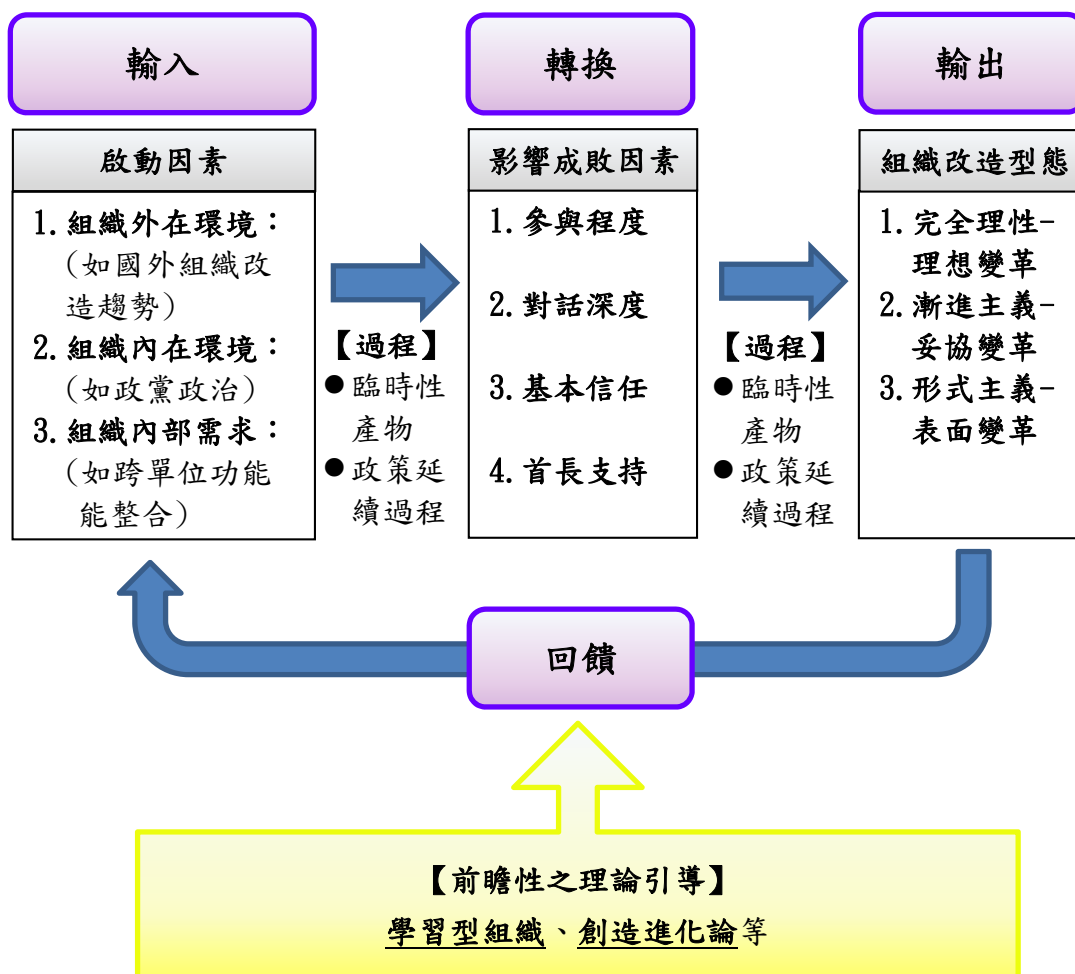 輸入
轉換
輸出
啟動因素
1.組織外在環境：
（如國外組織改
造趨勢）
2.組織內在環境：
（如政黨政治）
3.組織內部需求：
（如跨單位功能
能整合）
【過程】
●臨時性
產物
●政策延
續過程
影響成敗因素
1.參與程度
2.對話深度
3.基本信任
4.首長支持
【過程】
●臨時性
產物
●政策延
續過程
組織改造型態
1.完全理性-
理想變革
2.漸進主義-
妥協變革
3.形式主義-
表面變革
回饋
【前瞻性之理論引導】
學習型組織、創造進化論等